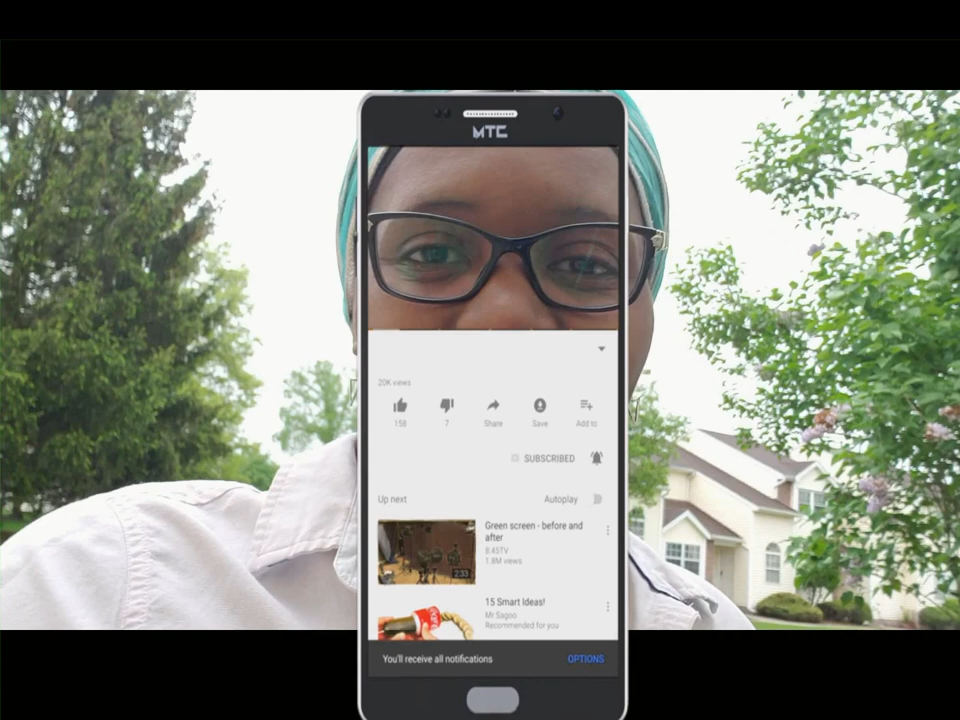 MTC
20K views
158
7
Share
Save
Add to
SUBSCRIBED
Up next
Autoplay
Green screen - before and
after
8.45TV
1.8M views
2:33
15 Smart Ideas!
Mr Sagoo
Recommended for you
You'll receive all notifications
OPTIONS